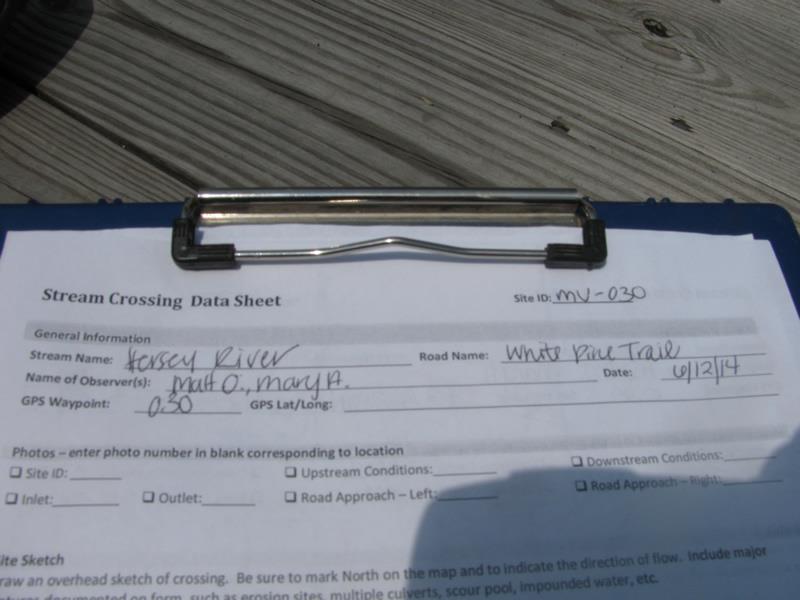 Stream Crossing Data Sheet Site ID: MV-030
General Information
Stream Name: Hersey River Road Name: White Pine Trail
Name of Observer(s): Matt O., Mary A. Date: 6/12/14
GPS Waypoint: 030 GPS Lat/Long:
Photos – enter photo number in blank corresponding to location
❑ Site ID: ❑ Upstream Conditions: ❑ Downstream Conditions:
❑ Inlet: ❑ Outlet: ❑ Road Approach – Left: ❑ Road Approach – Right:
ite Sketch
raw an overhead sketch of crossing. Be sure to mark North on the map and to indicate the direction of flow. Include major
documented on form, such as erosion sites, multiple culverts, scour pool, impounded water, etc.